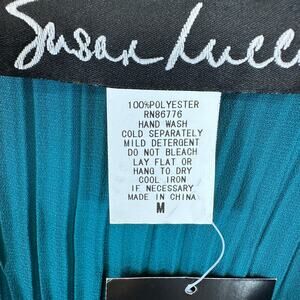 Susan Lucc
100%POLYESTER
RN86776
HAND WASH
COLD SEPARATELY
MILD DETERGENT
DO NOT BLEACH
LAY FLAT OR
HANG TO DRY
COOL IRON
IF NECESSARY
MADE IN CHINA
M